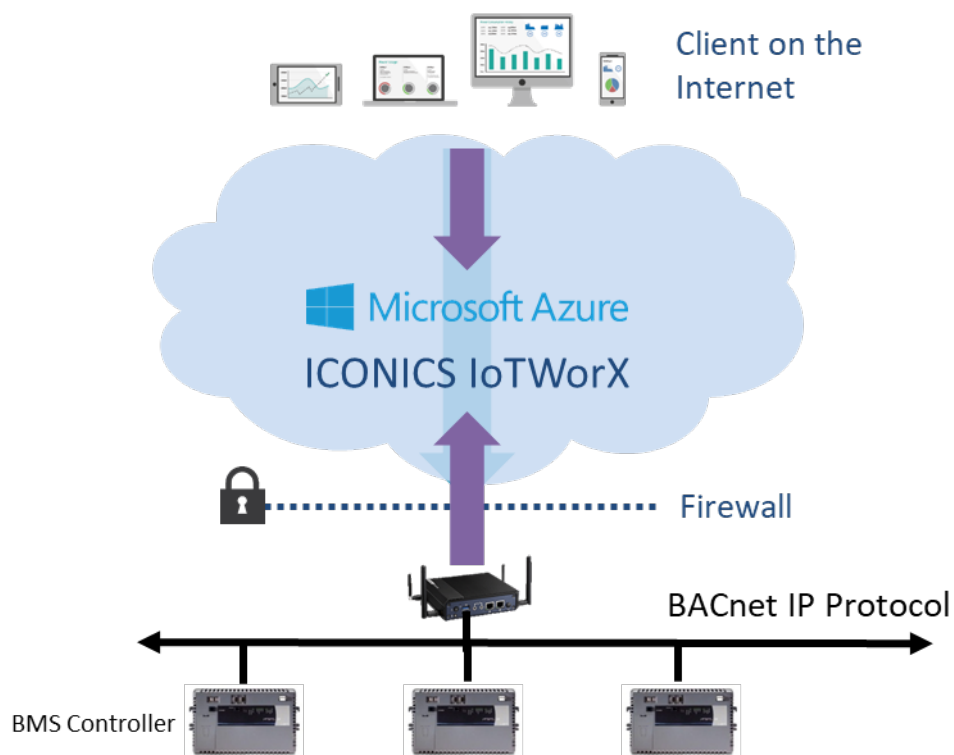 Client on the
Internet
Microsoft Azure
ICONICS IoTWorX
Firewall
BACnet IP Protocol
BMS Controller